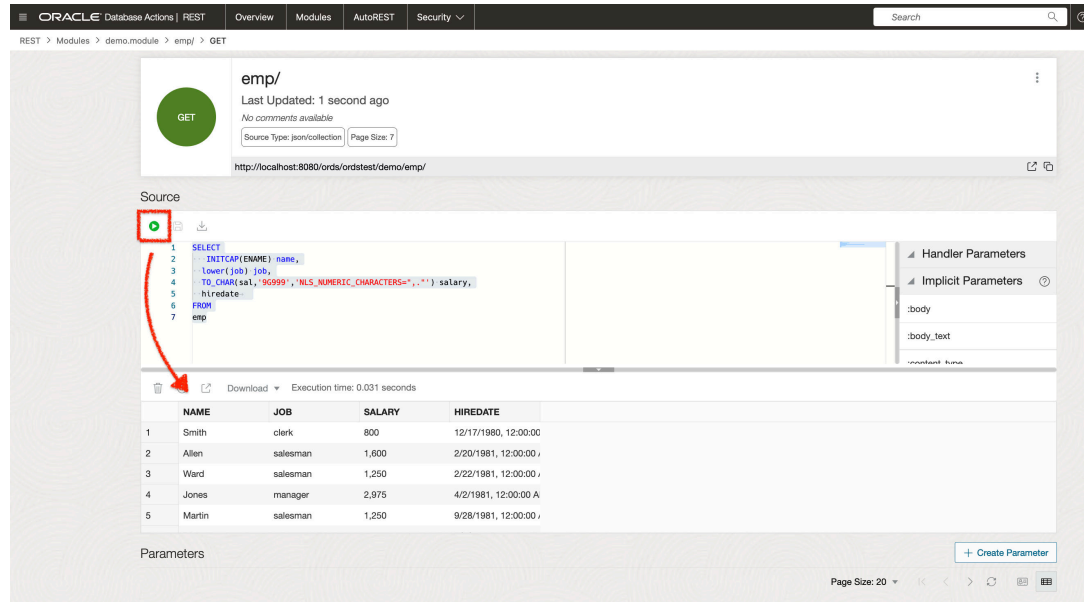 ORACLE Database Actions | REST Overview Modules AutoREST Security Search
REST > Modules > demo.module > emp/ > GET
GET
emp/
Last Updated: 1 second ago
No comments available
Source Type: json/collection Page Size: 7
http://localhost:8080/ords/ordstest/demo/emp/
Source
1 SELECT
2 INITCAP(ENAME) name,
3 lower(job) job,
4 TO_CHAR(sal,'9G999','NLS_NUMERIC_CHARACTERS=",."') salary,
5 hiredate
6 FROM
7 emp
Handler Parameters
Implicit Parameters
:body
:body_text
:content_type
Download Execution time: 0.031 seconds
NAME JOB SALARY HIREDATE
1 Smith clerk 800 12/17/1980, 12:00:00
2 Allen salesman 1,600 2/20/1981, 12:00:00
3 Ward salesman 1,250 2/22/1981, 12:00:00
4 Jones manager 2,975 4/2/1981, 12:00:00 A
5 Martin salesman 1,250 9/28/1981, 12:00:00
Parameters
+ Create Parameter
Page Size: 20